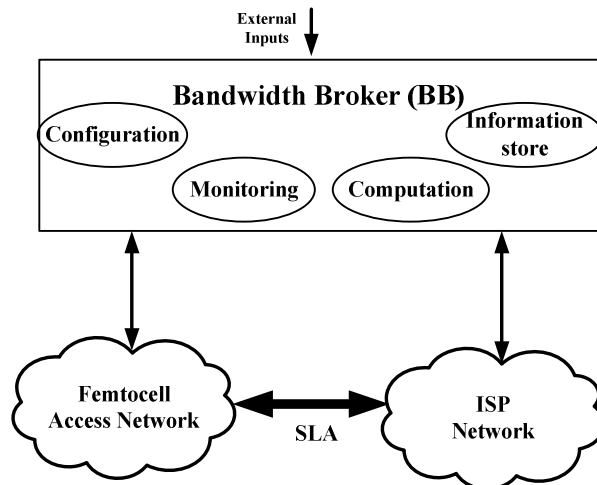 External
Inputs
Bandwidth Broker (BB)
Configuration
Information
store
Monitoring
Computation
Femtocell
Access Network
SLA
ISP
Network